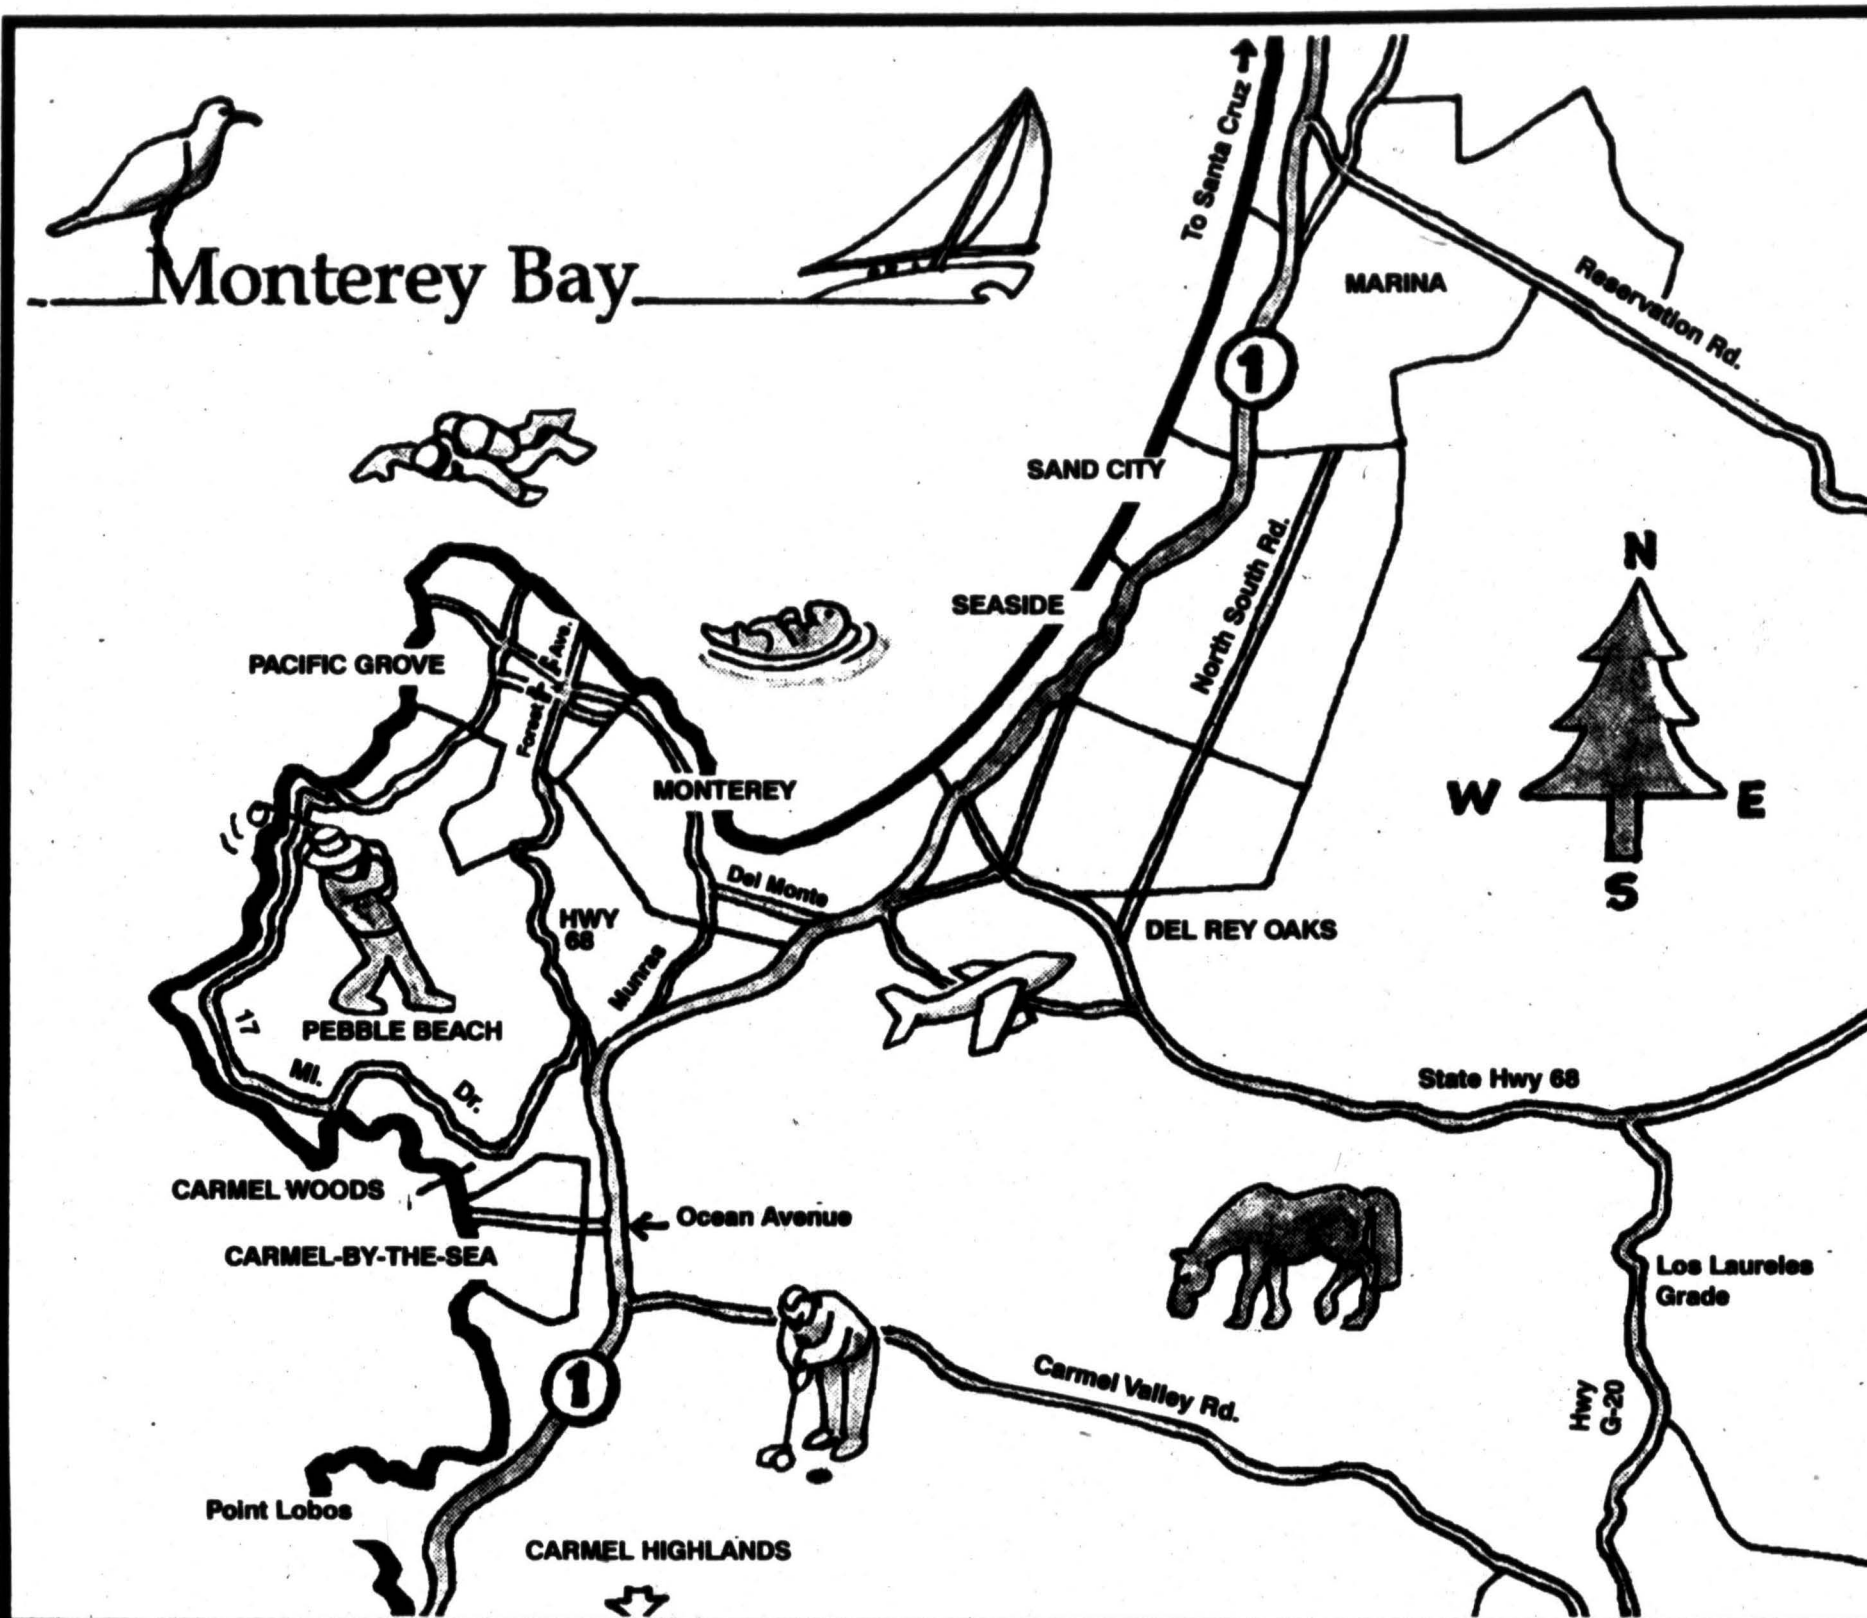 To Santa Cruz
Monterey Bay
MARINA
Reservation Rd.
1
SAND CITY
North South Rd.
N
SEASIDE
PACIFIC GROVE
Forest Ave.
MONTEREY
W
E
S
Del Monte
HWY
68
DEL REY OAKS
Munras
17
MI.
Dr.
PEBBLE BEACH
State Hwy 68
CARMEL WOODS
Ocean Avenue
CARMEL-BY-THE-SEA
Los Laureles
Grade
1
Carmel Valley Rd.
Hwy
G-20
Point Lobos
CARMEL HIGHLANDS